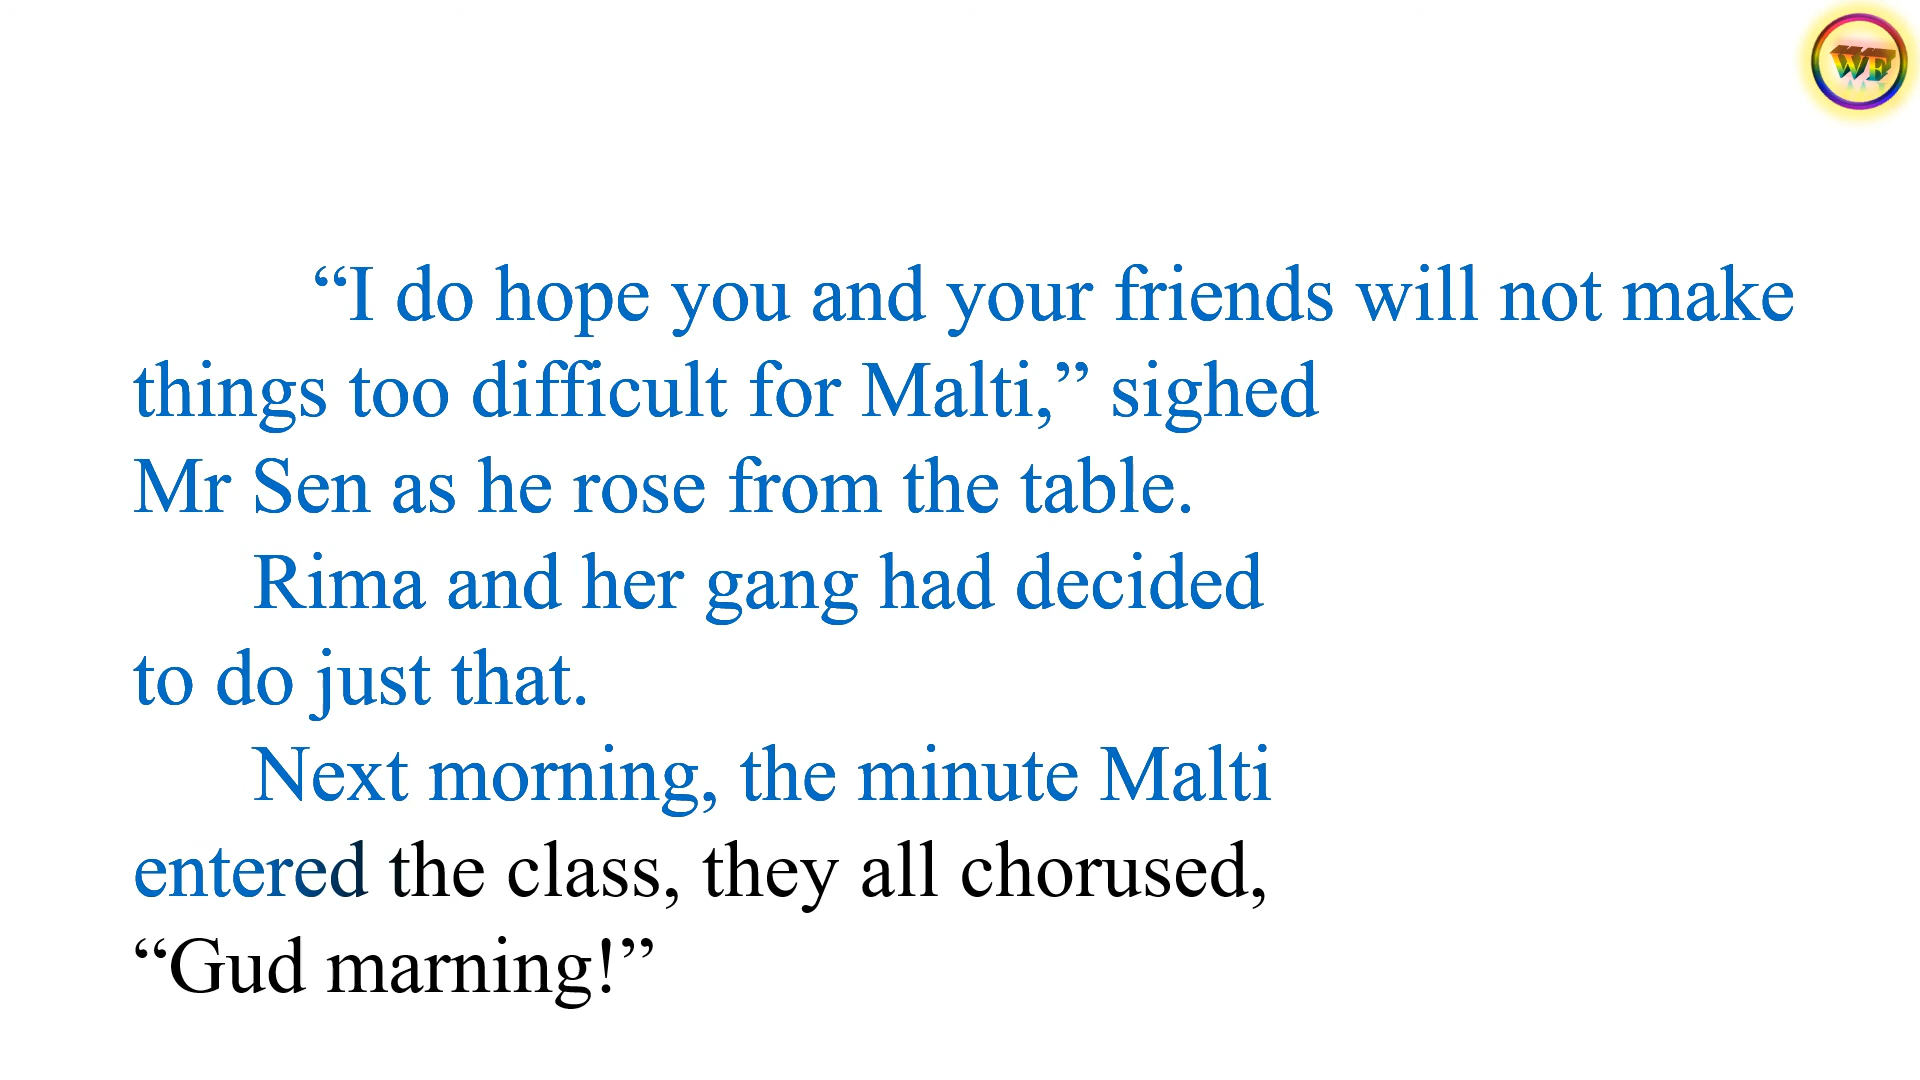 WE
“I do hope you and your friends will not make
things too difficult for Malti,” sighed
Mr Sen as he rose from the table.
Rima and her gang had decided
to do just that.
Next morning, the minute Malti
entered the class, they all chorused,
“Gud marning!”